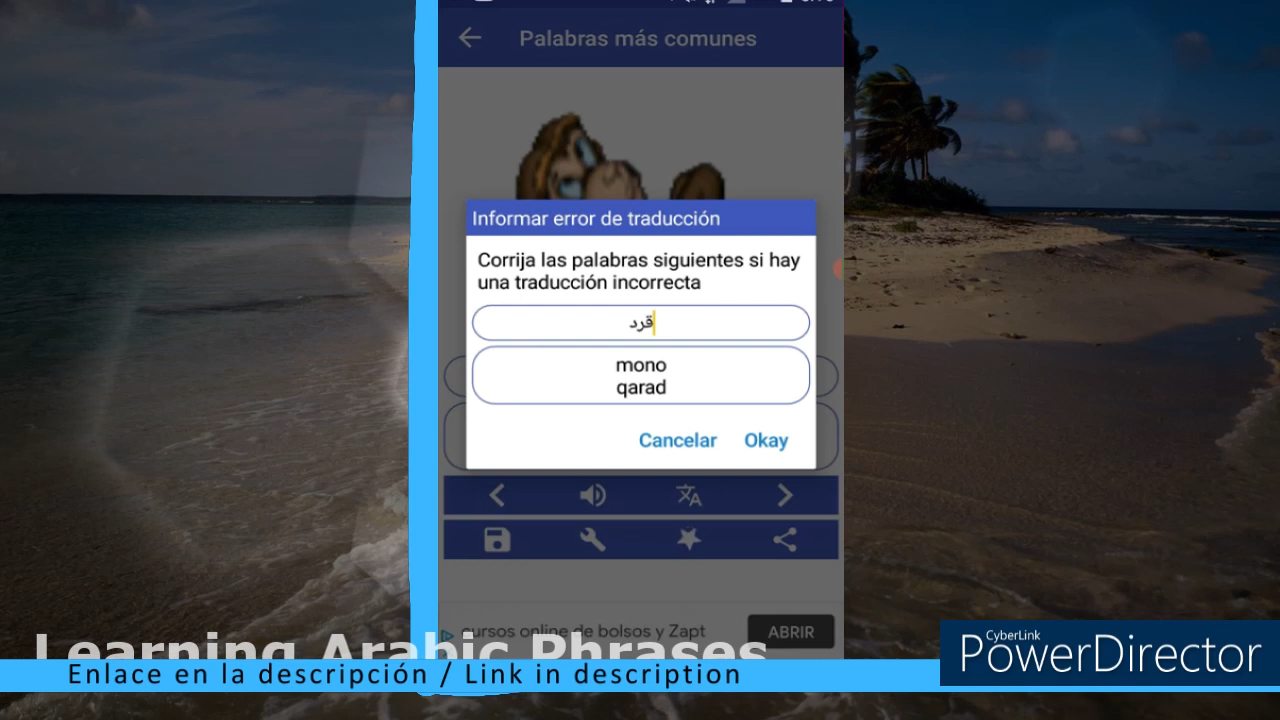 Palabras más comunes
Informar error de traducción
Corrija las palabras siguientes si hay
una traducción incorrecta
قرد
mono
qarad
Cancelar Okay
cursos online de bolsos y Zapt
ABRIR
Learning Arabic Phrases
Enlace en la descripción / Link in description
CyberLink
PowerDirector